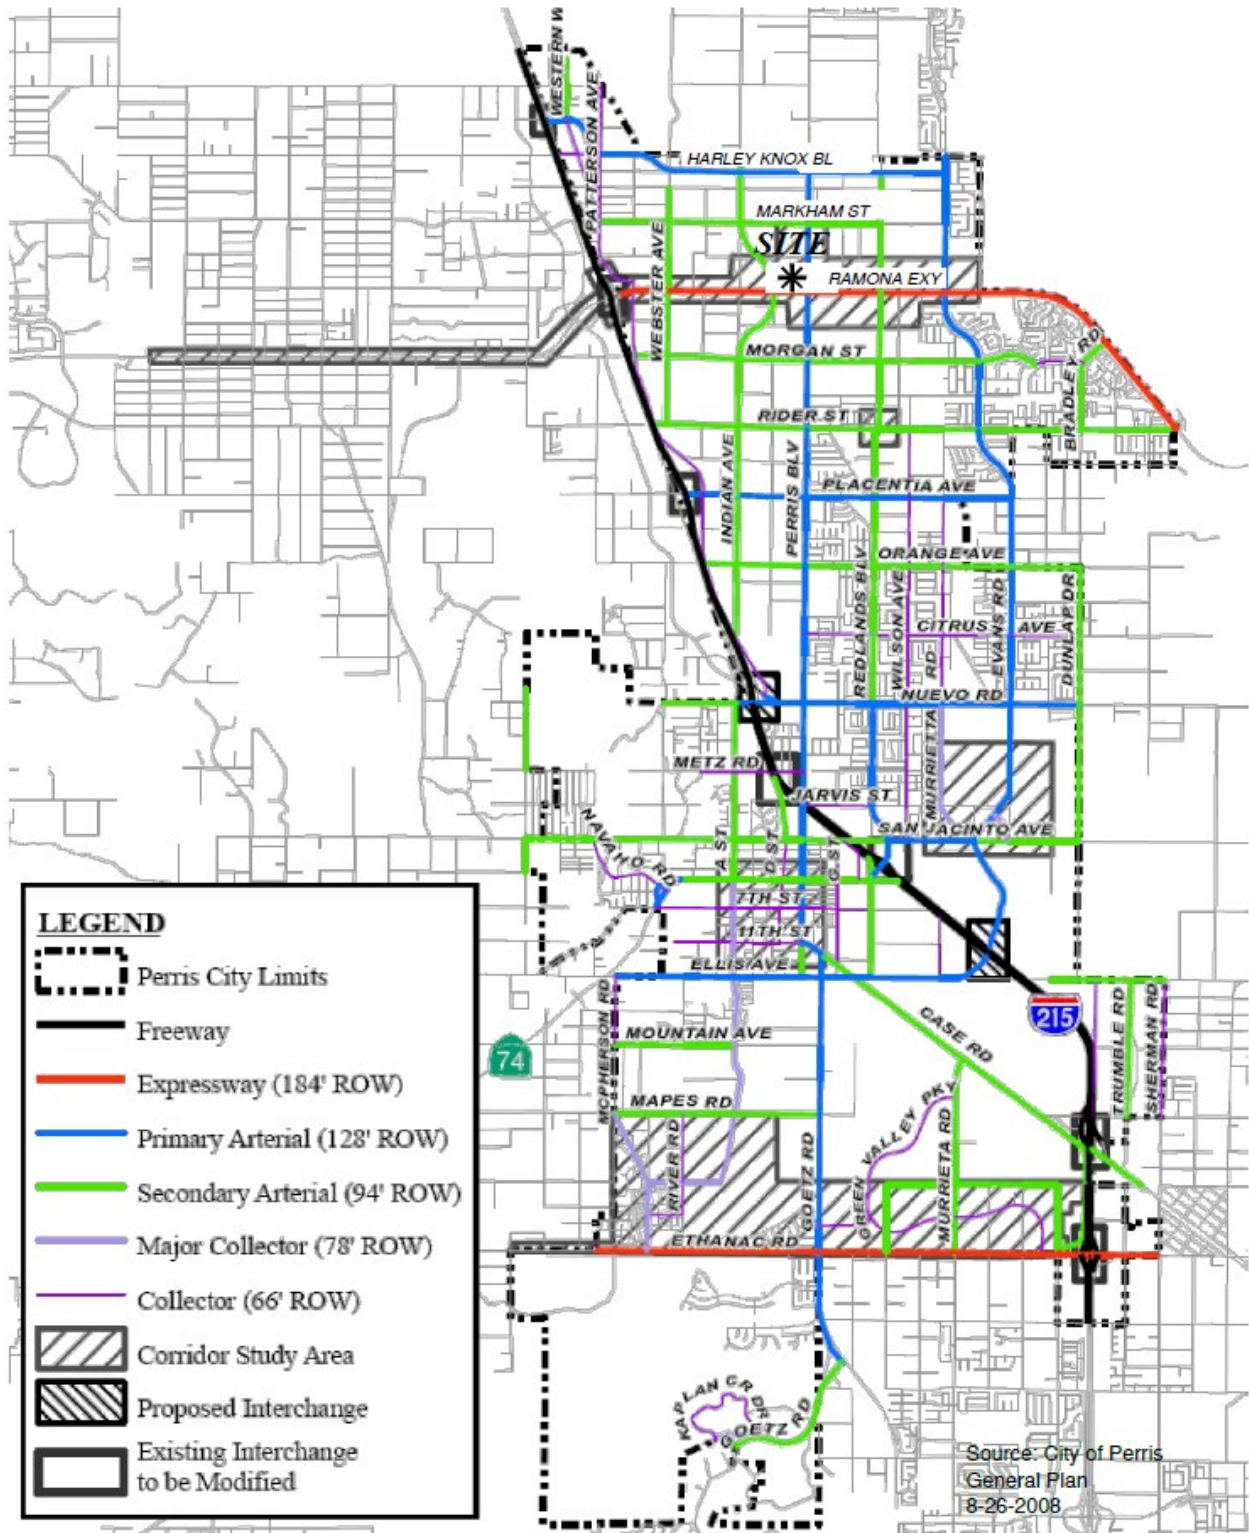 WESTERN W
PATTERSON AVE
HARLEY KNOX BL
MARKHAM ST
SITE
RAMONA EXY
WEBSTER AVE
MORGAN ST
BRADLEY RD
RIDER ST
INDIAN AVE
PERRIS BLV
PLACENTIA AVE
ORANGE AVE
REDLANDS BLV
WILSON AVE
CITRUS AVE
EVANS RD
DUNLAP DR
NUEVO RD
MURRIETTA RD
METZ RD
JARVIS ST
SAN JACINTO AVE
NAVAHO RD
A ST
D ST
G ST
7TH ST
11TH ST
ELLIS AVE
215
MCPHERSON RD
MOUNTAIN AVE
CASE RD
TRUMBLE RD
SHERMAN RD
74
MAPES RD
RIVER RD
GOETZ RD
GREEN VALLEY PKY
MURRIETA RD
ETHANAC RD
KAPLAN CR
DR
GOETZ RD
LEGEND
Perris City Limits
Freeway
Expressway (184' ROW)
Primary Arterial (128' ROW)
Secondary Arterial (94' ROW)
Major Collector (78' ROW)
Collector (66' ROW)
Corridor Study Area
Proposed Interchange
Existing Interchange
to be Modified
Source: City of Perris
General Plan
8-26-2008